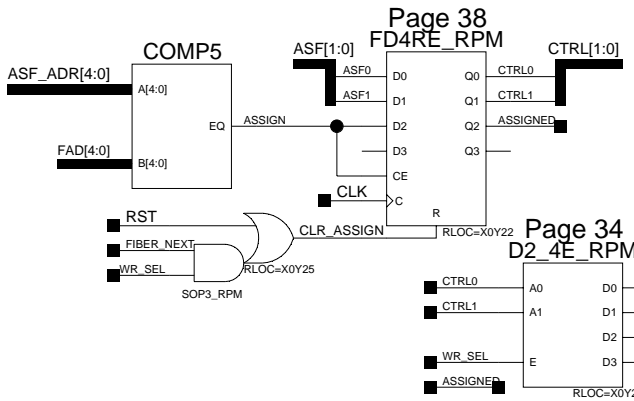 Page 38
COMP5
ASF[1:0]
FD4RE_RPM
CTRL[1:0]
ASF_ADR[4:0]
A[4:0]
ASF0
D0
Q0
CTRL0
ASF1
D1
Q1
CTRL1
EQ
ASSIGN
D2
Q2
ASSIGNED
FAD[4:0]
B[4:0]
D3
Q3
CE
CLK
C
RST
R
CLR_ASSIGN
RLOC=X0Y22
FIBER_NEXT
WR_SEL
RLOC=X0Y25
SOP3_RPM
Page 34
D2_4E_RPM
CTRL0
A0
D0
CTRL1
A1
D1
D2
WR_SEL
E
D3
ASSIGNED